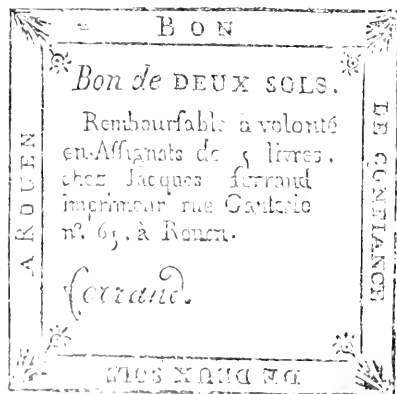 BON
DE CONFIANCE
DE DEUX SOLS
A ROUEN
Bon de DEUX SOLS.
Rembourſable à volonté
en Aſſignats de 5 livres,
chez Jacques Ferrand
imprimeur rue
nº. 65, à Rouen.
Ferrand.